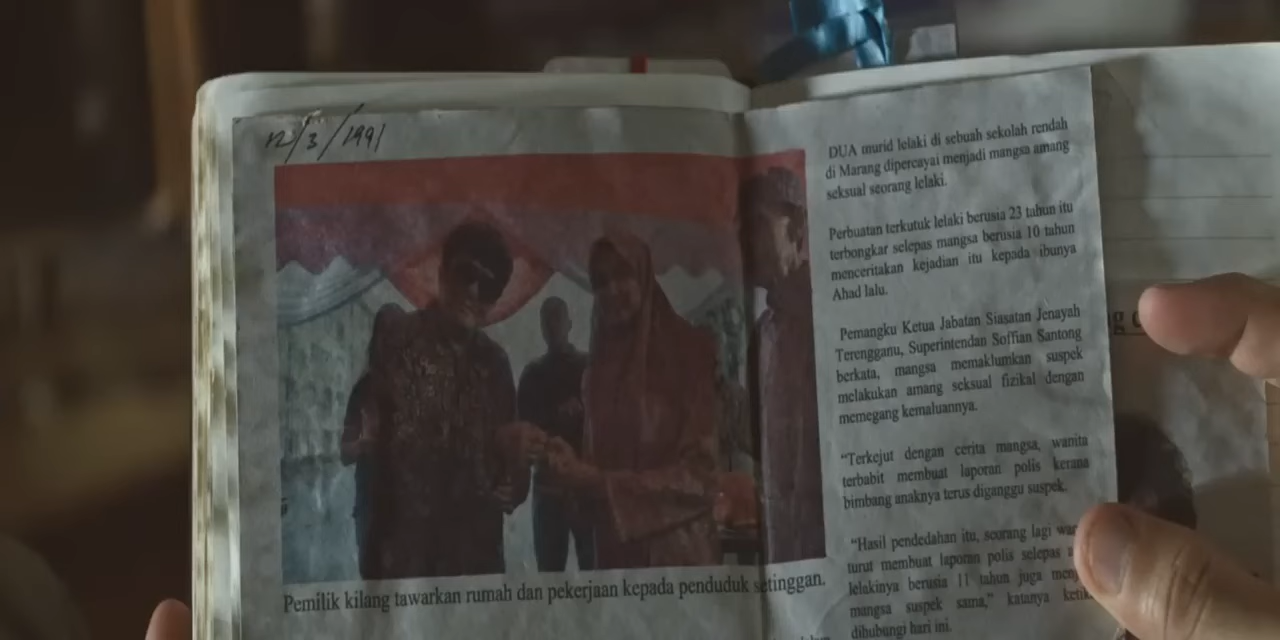 12/3/1991
Pemilik kilang tawarkan rumah dan pekerjaan kepada penduduk setinggan.
DUA murid lelaki di sebuah sekolah rendah
di Marang dipercayai menjadi mangsa amang
seksual seorang lelaki.
Perbuatan terkutuk lelaki berusia 23 tahun itu
terbongkar selepas mangsa berusia 10 tahun
menceritakan kejadian itu kepada ibunya
Ahad lalu.
Pemangku Ketua Jabatan Siasatan Jenayah
Terengganu, Superintendan Soffian Santong
berkata, mangsa memaklumkan suspek
melakukan amang seksual fizikal dengan
memegang kemaluannya.
“Terkejut dengan cerita mangsa, wanita
terbabit membuat laporan polis kerana
bimbang anaknya terus diganggu suspek.
“Hasil pendedahan itu, seorang lagi
turut membuat laporan polis selepas
lelakinya berusia 11 tahun juga
mangsa suspek sama,” katanya
dihubungi hari ini.